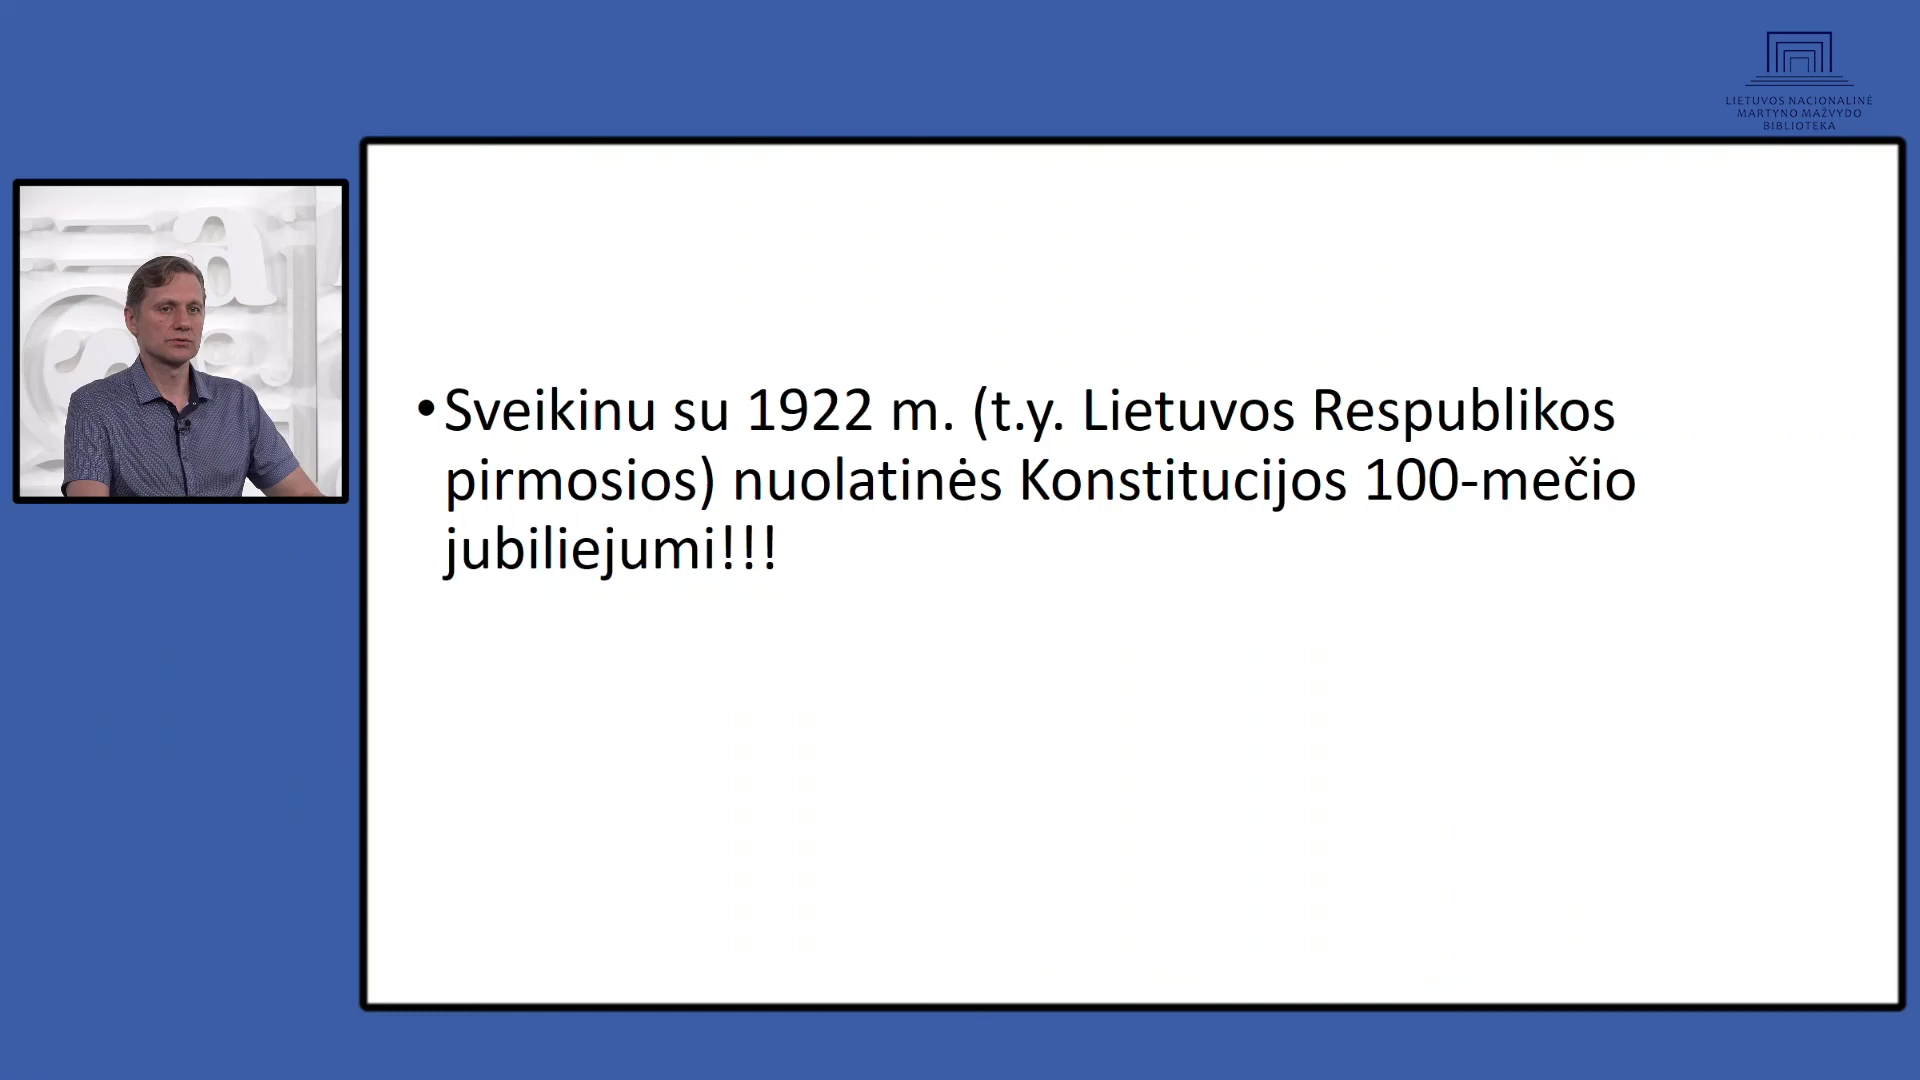 LIETUVOS NACIONALINĖ
MARTYNO MAŽVYDO
BIBLIOTEKA
•Sveikinu su 1922 m. (t.y. Lietuvos Respublikos
pirmosios) nuolatinės Konstitucijos 100-mečio
jubiliejumi!!!